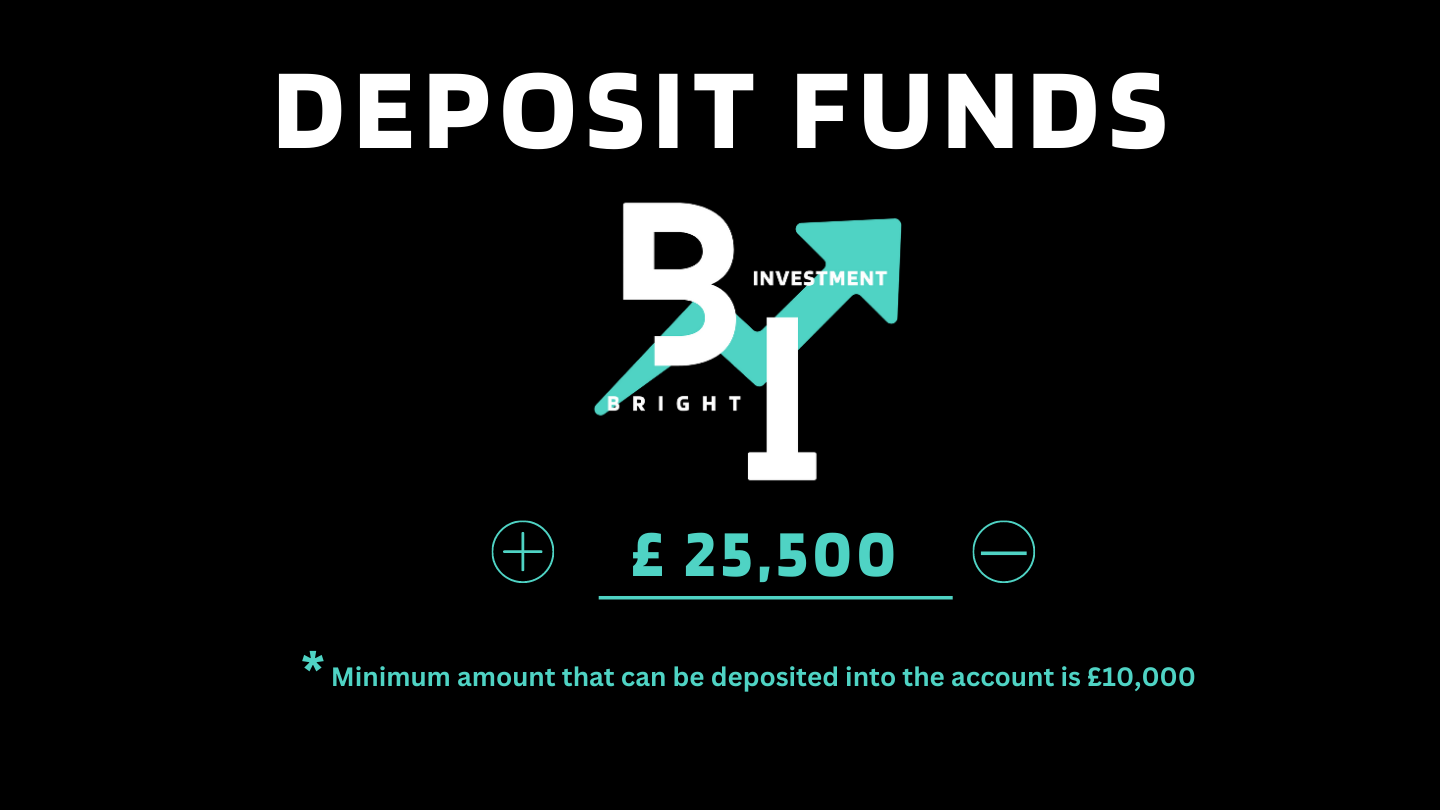 DEPOSIT FUNDS
B
INVESTMENT
I
BRIGHT
£ 25,500
* Minimum amount that can be deposited into the account is £10,000